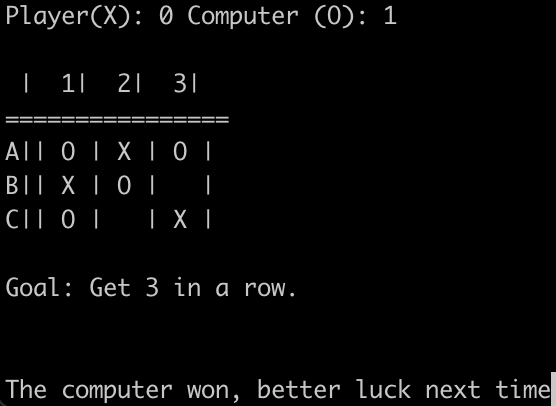 Player(X): 0 Computer (O): 1
 |  1|  2|  3|
================
A|| O | X | O |
B|| X | O |   |
C|| O |   | X |
Goal: Get 3 in a row.
The computer won, better luck next time